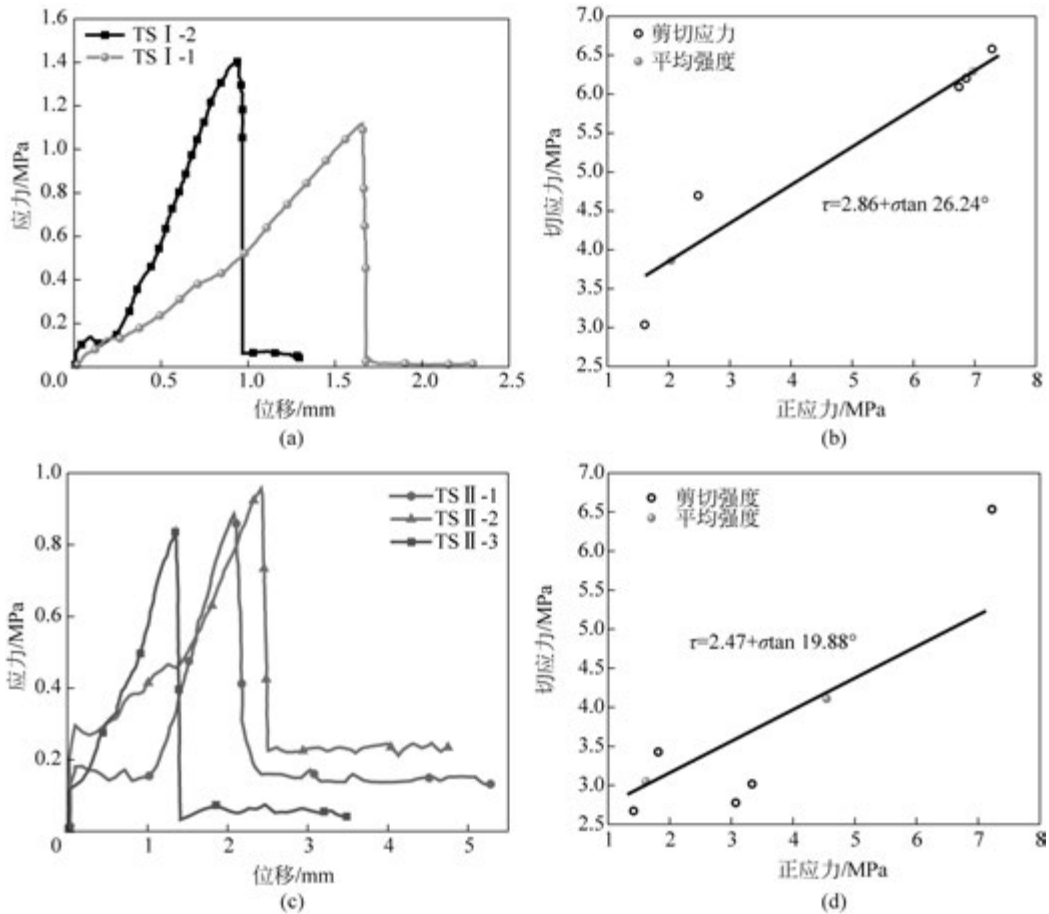 1.6
1.4
1.2
1.0
0.8
0.6
0.4
0.2
0.0
0.5
1.0
1.5
2.0
2.5
应力/MPa
位移/mm
TS Ⅰ-2
TS Ⅰ-1
(a)
7.0
6.5
6.0
5.5
5.0
4.5
4.0
3.5
3.0
2.5
1 2 3 4 5 6 7 8
切应力/MPa
正应力/MPa
剪切应力
平均强度
τ=2.86+σtan 26.24°
(b)
1.0
0.8
0.6
0.4
0.2
0
0 1 2 3 4 5
应力/MPa
位移/mm
TS Ⅱ-1
TS Ⅱ-2
TS Ⅱ-3
(c)
7.0
6.5
6.0
5.5
5.0
4.5
4.0
3.5
3.0
2.5
1 2 3 4 5 6 7 8
切应力/MPa
正应力/MPa
剪切强度
平均强度
τ=2.47+σtan 19.88°
(d)